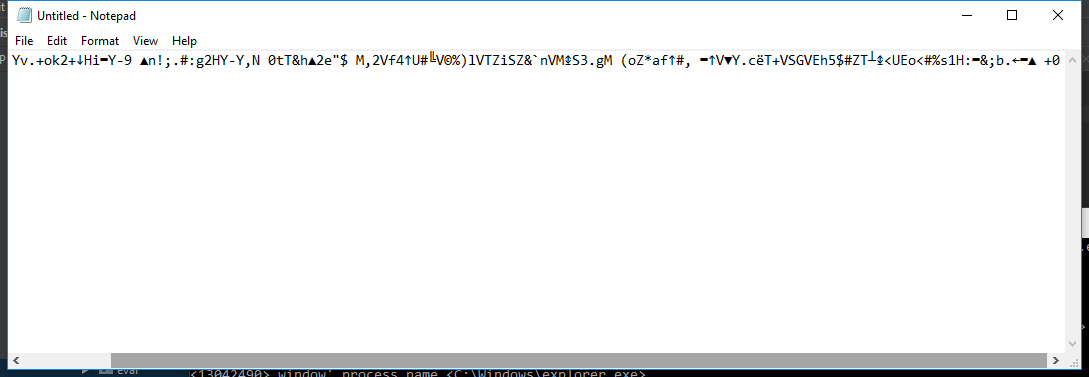 Untitled - Notepad
File Edit Format View Help
Yv.+ok2+↓Hi═Y-9 ▲n!;.#:g2HY-Y,N 0tT&h▲2e"$ M,2Vf4↑U#╚V©%)lVTZiSZ&`nVM↨S3.gM (oZ*af↑#, ═↑V▼Y.cëT+VSGVEh5$#ZT┴↨<UEo<#%s1H:═&;b.←═▲ +0
eval
<13042490> window' process name <C:\Windows\explorer.exe>